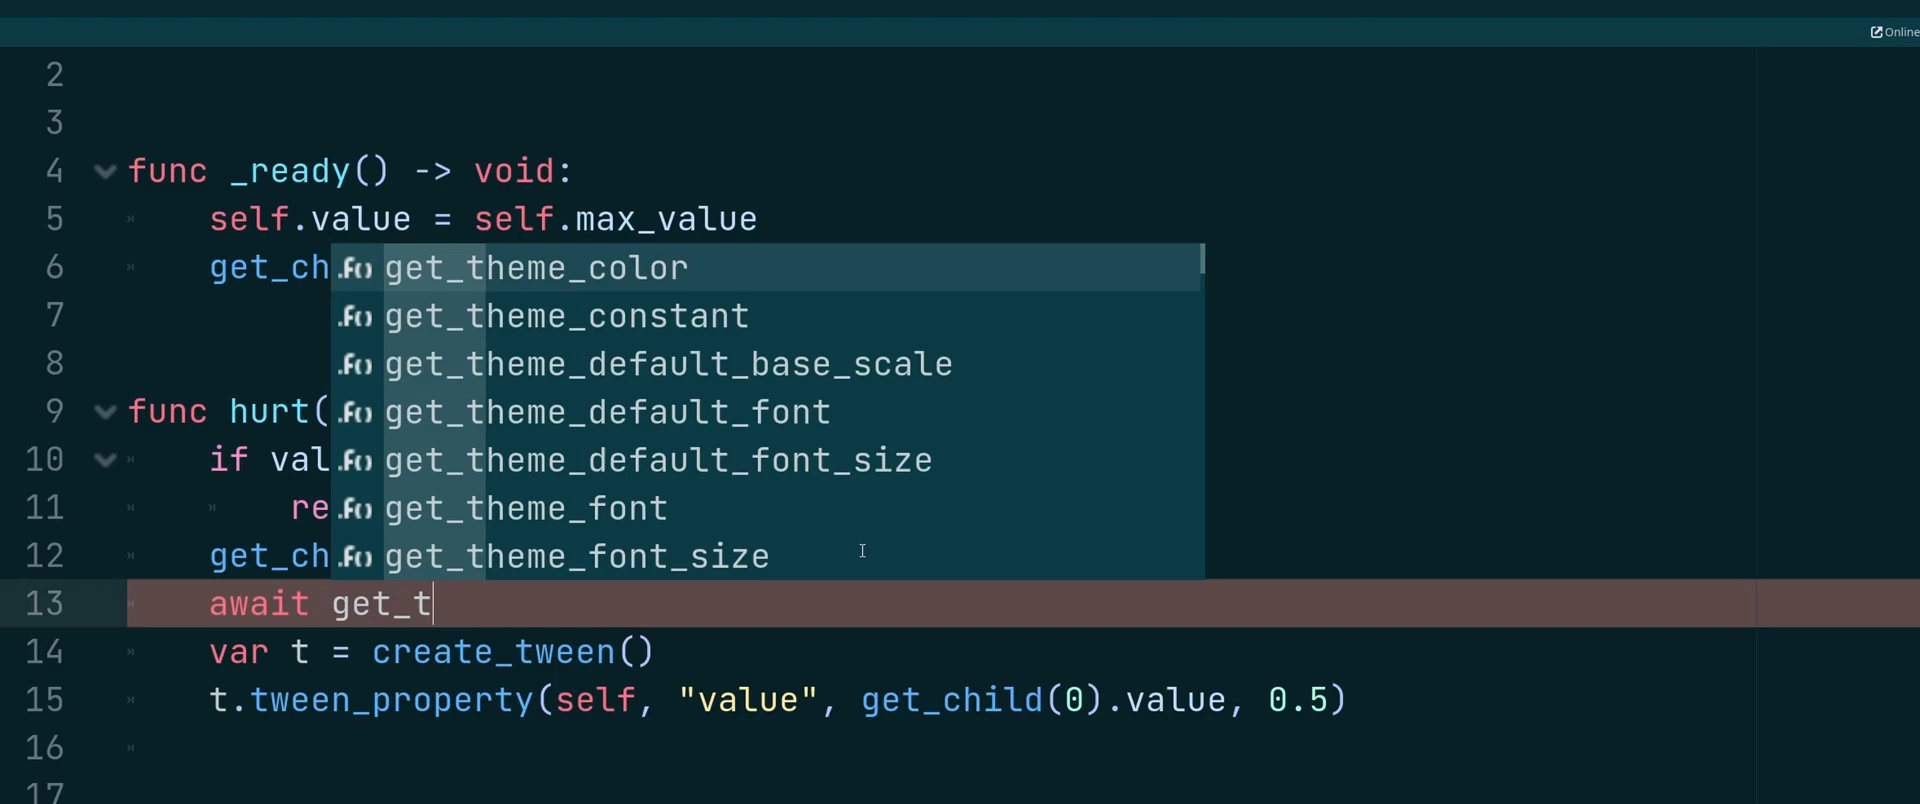 Online
2
3
4 func _ready() -> void:
5 self.value = self.max_value
6 get_ch .F() get_theme_color
7 .F() get_theme_constant
8 .F() get_theme_default_base_scale
9 func hurt( .F() get_theme_default_font
10 if val .F() get_theme_default_font_size
11 re .F() get_theme_font
12 get_ch .F() get_theme_font_size
13 await get_t
14 var t = create_tween()
15 t.tween_property(self, "value", get_child(0).value, 0.5)
16
17